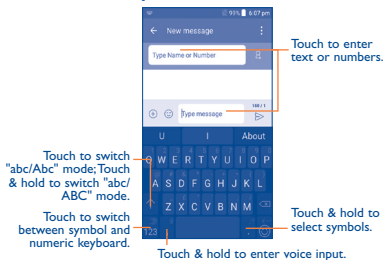 91% 6:07 pm
New message
Type Name or Number
Touch to enter
text or numbers.
160 / 1
Type message
U I About
Q W E R T Y U I O P
A S D F G H J K L
Z X C V B N M
123
Touch to switch
"abc/Abc" mode; Touch
& hold to switch "abc/
ABC" mode.
Touch to switch
between symbol and
numeric keyboard.
Touch & hold to
select symbols.
Touch & hold to enter voice input.